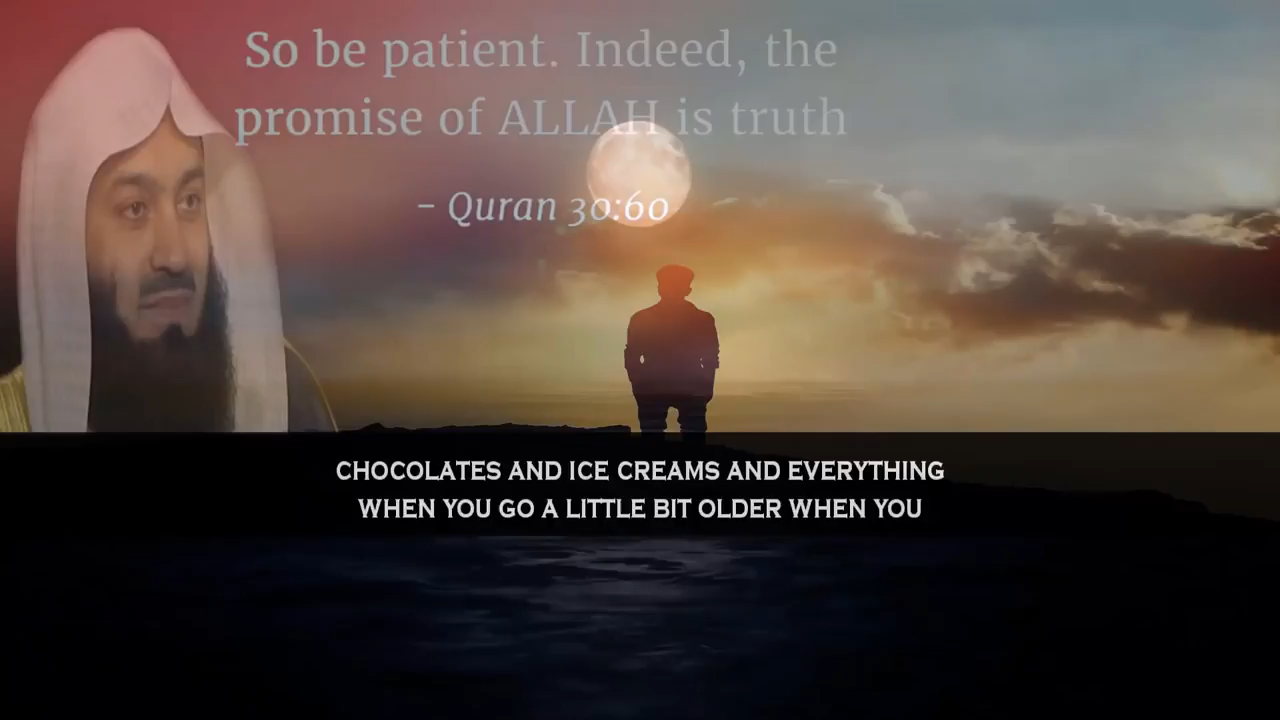 So be patient. Indeed, the
promise of ALLAH is truth
– Quran 30:60
CHOCOLATES AND ICE CREAMS AND EVERYTHING
WHEN YOU GO A LITTLE BIT OLDER WHEN YOU